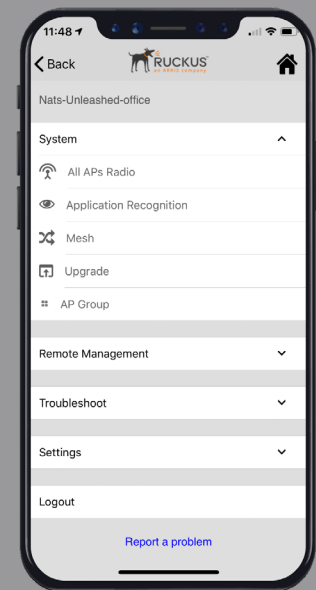 11:48
Back
RUCKUS
an ARRIS company
Nats-Unleashed-office
System
All APs Radio
Application Recognition
Mesh
Upgrade
AP Group
Remote Management
Troubleshoot
Settings
Logout
Report a problem